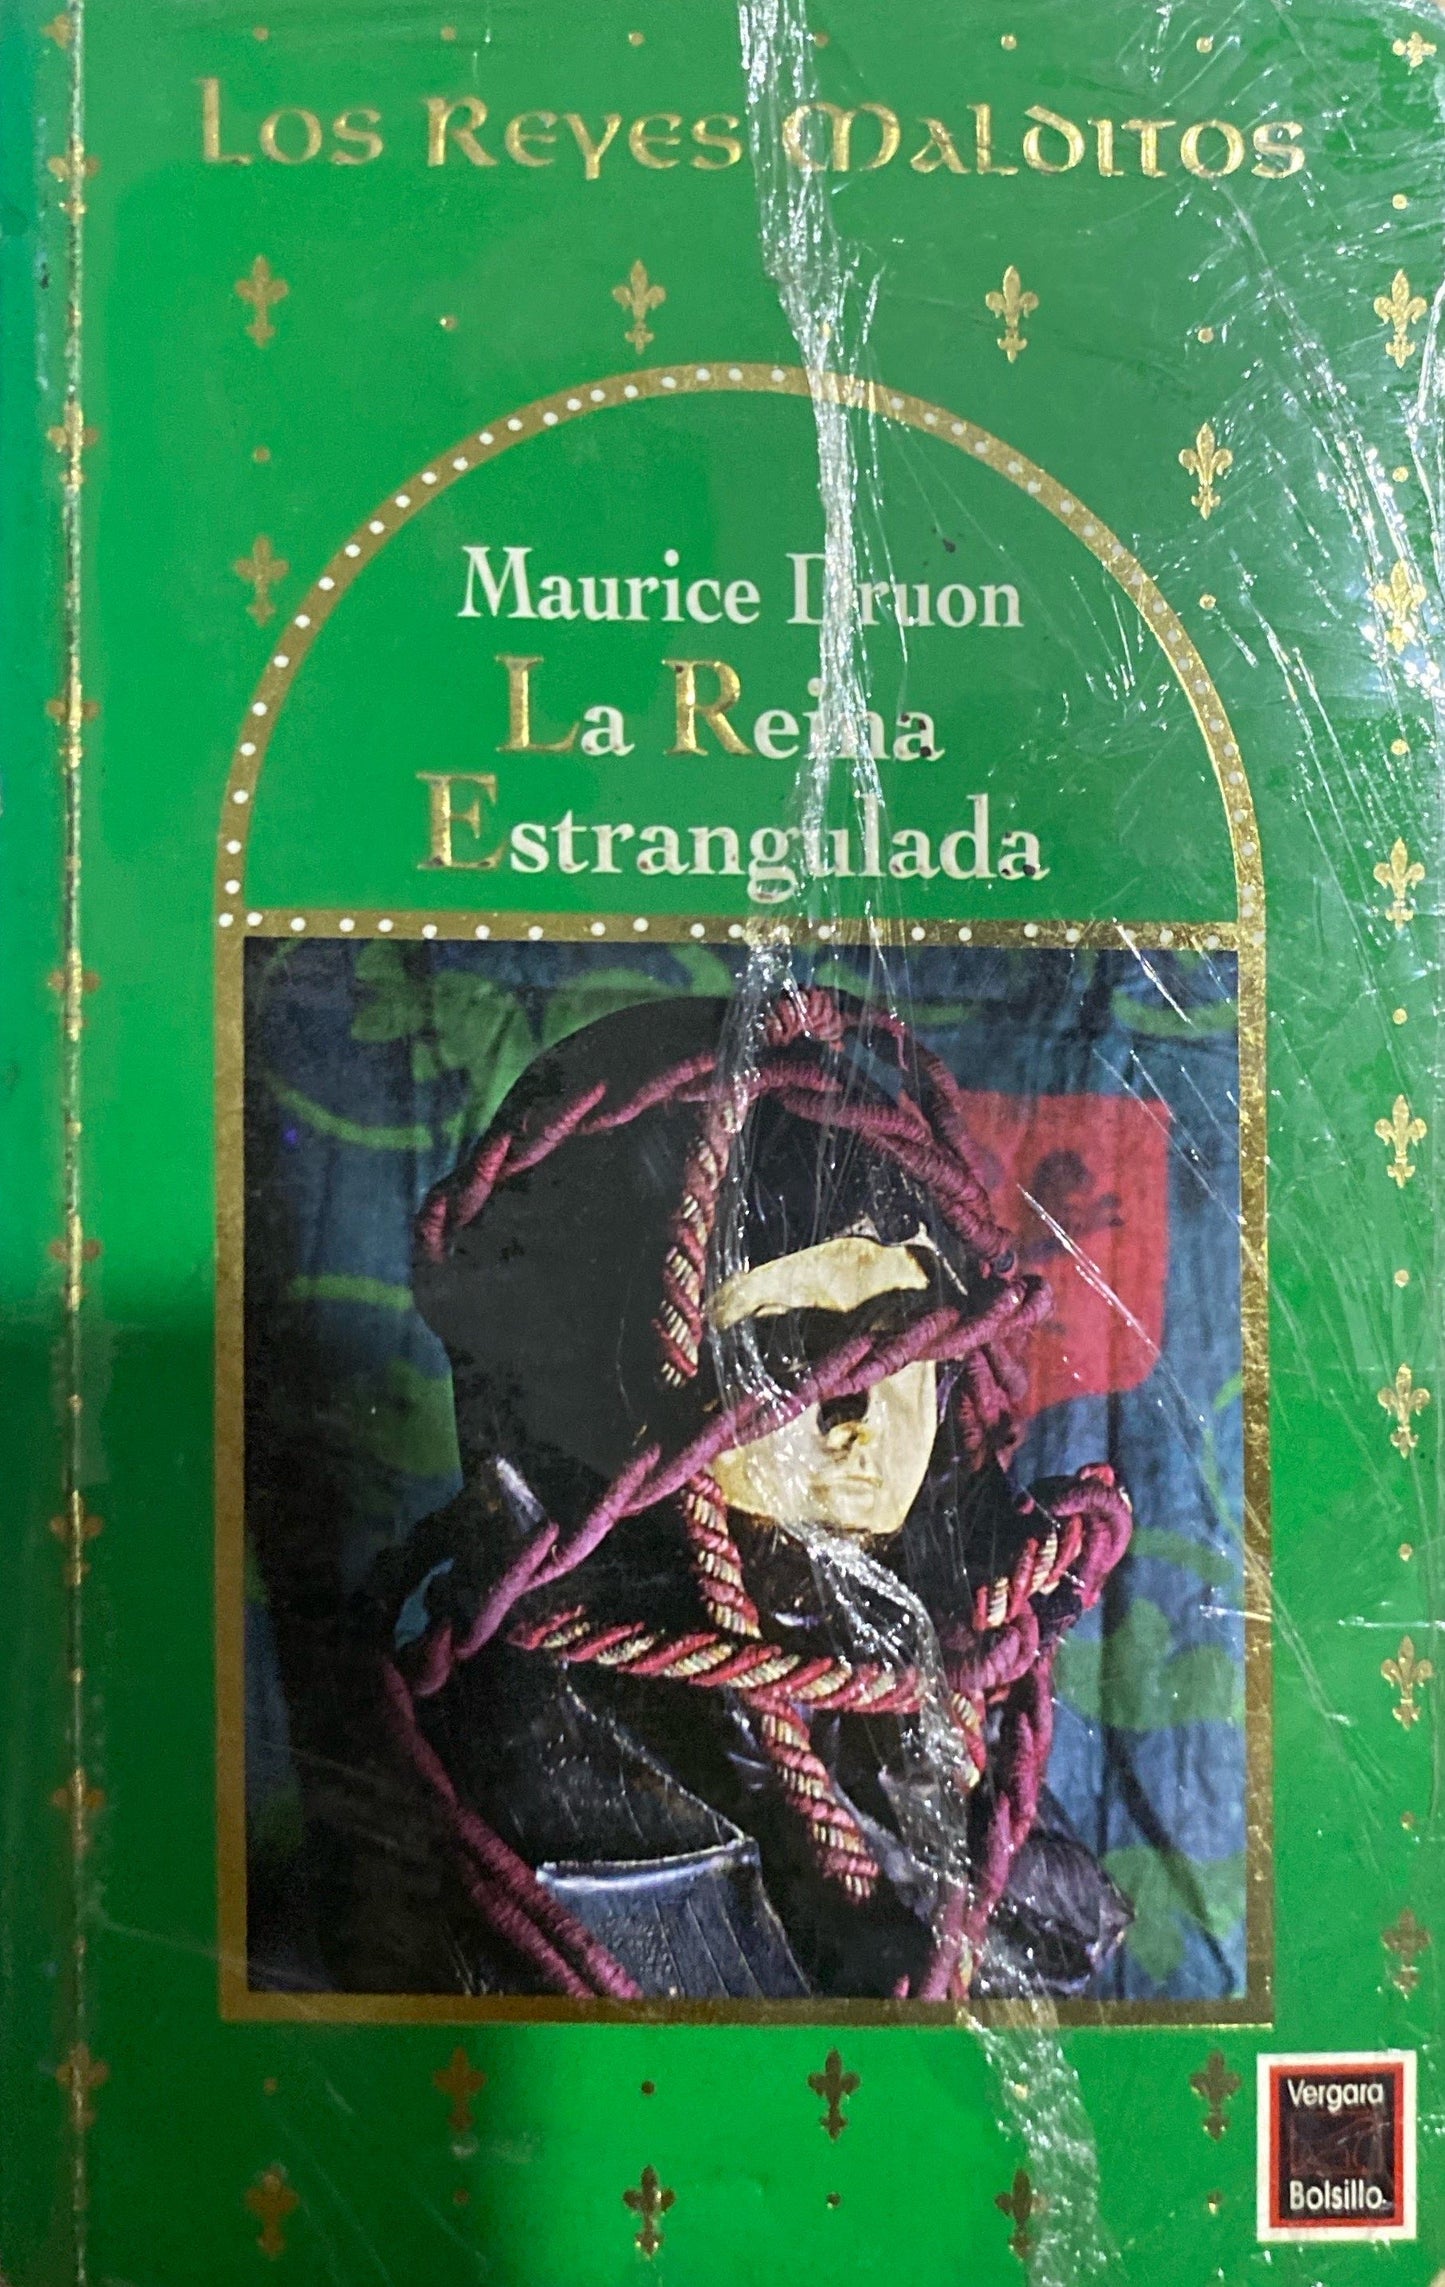 Los Reyes Malditos
Maurice Druon
La Reina
Estrangulada
Vergara
Bolsillo